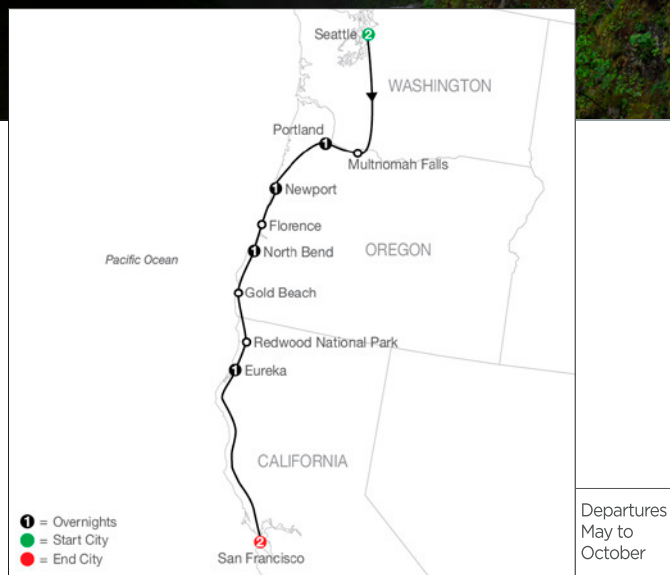 Seattle 2
WASHINGTON
Portland
1
Multnomah Falls
1 Newport
Florence
1 North Bend
OREGON
Pacific Ocean
Gold Beach
Redwood National Park
1 Eureka
CALIFORNIA
1 = Overnights
= Start City
= End City
2
San Francisco
Departures
May to
October